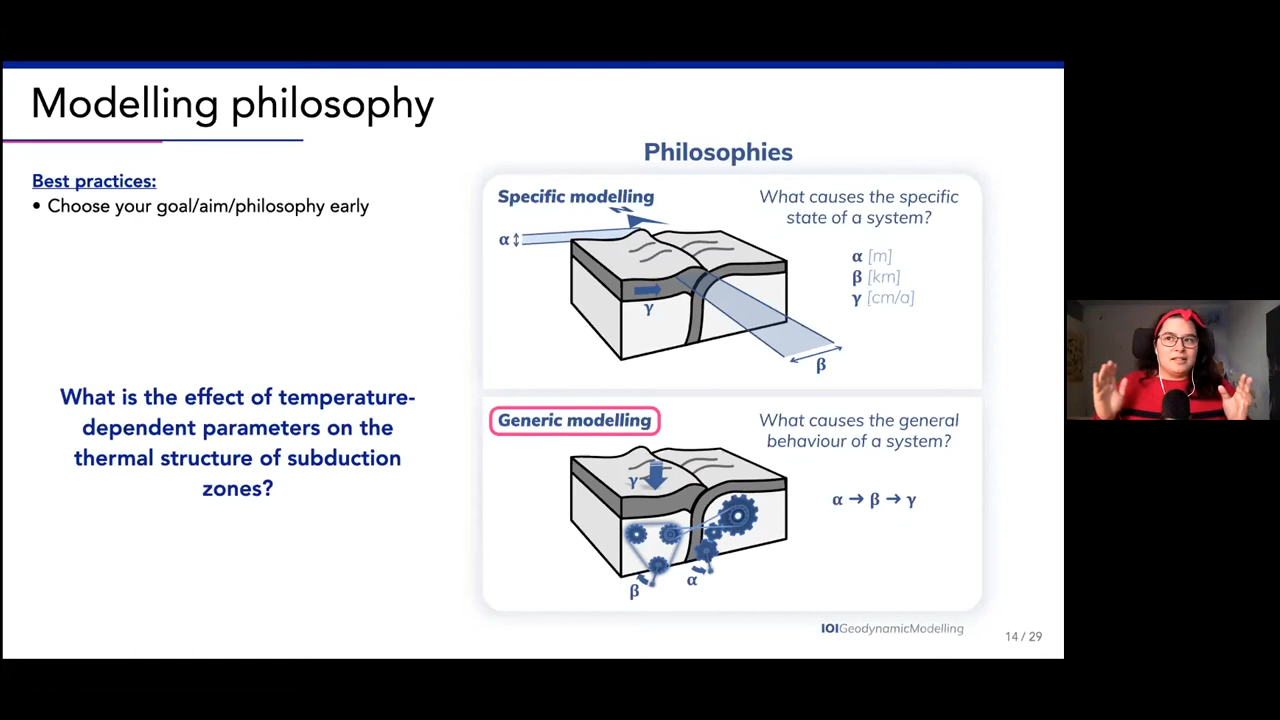 Modelling philosophy
Best practices:
• Choose your goal/aim/philosophy early
What is the effect of temperature-
dependent parameters on the
thermal structure of subduction
zones?
Philosophies
Specific modelling
What causes the specific
state of a system?
α
α [m]
β [km]
γ [cm/a]
γ
β
Generic modelling
What causes the general
behaviour of a system?
γ
α → β → γ
β
α
IOIGeodynamicModelling
14 / 29